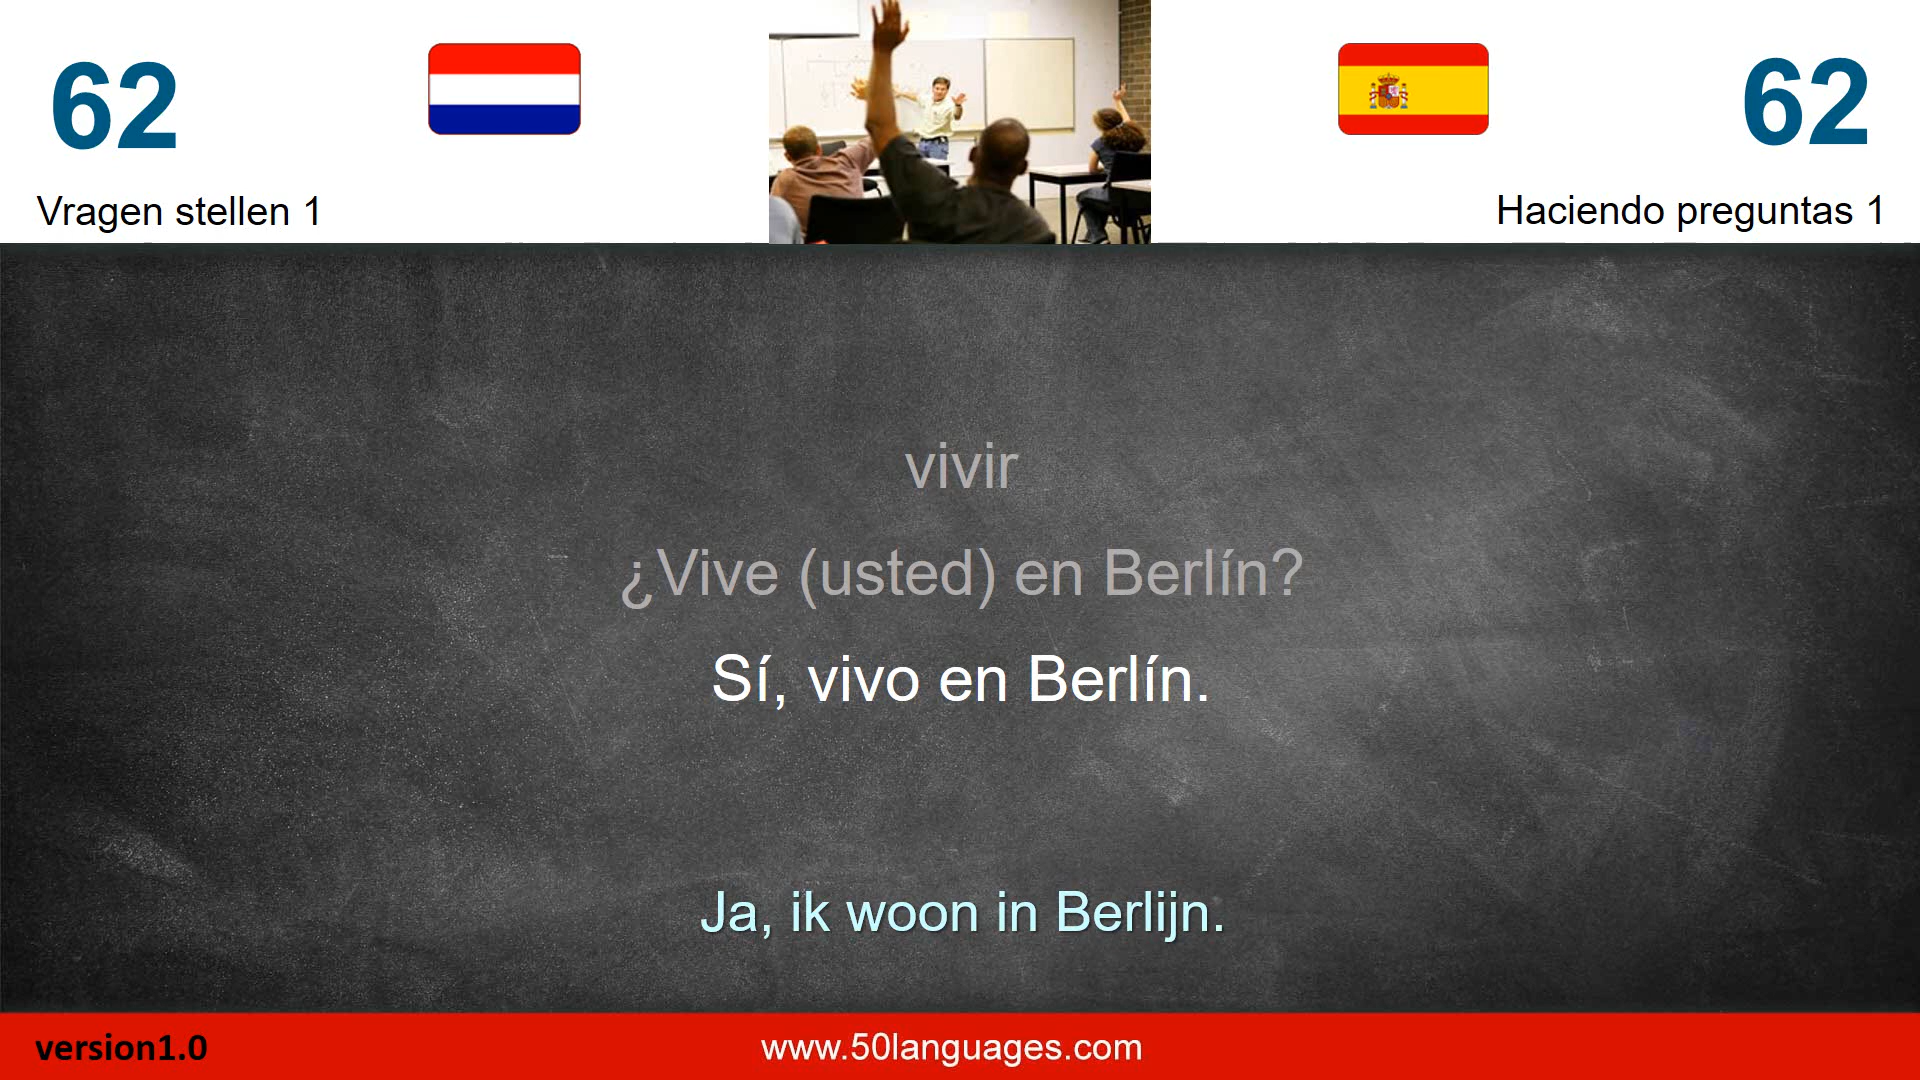 62
62
Vragen stellen 1
Haciendo preguntas 1
vivir
¿Vive (usted) en Berlín?
Sí, vivo en Berlín.
Ja, ik woon in Berlijn.
version1.0
www.50languages.com